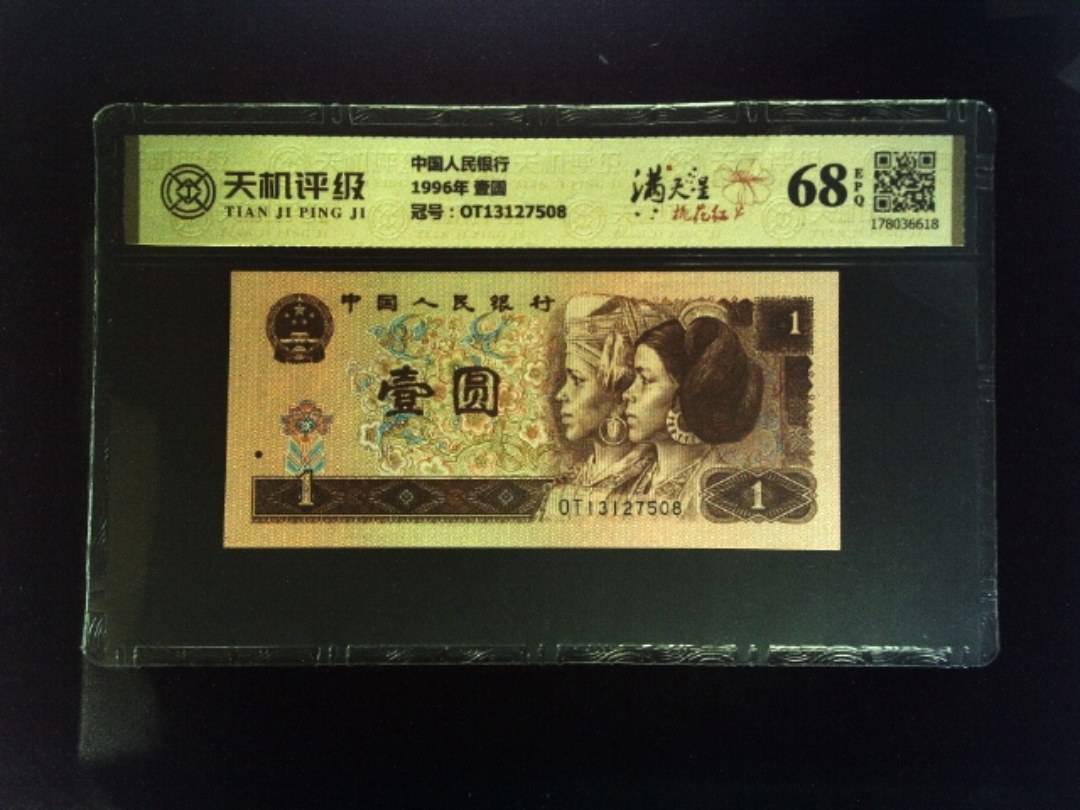 天机评级
TIAN JI PING JI
中国人民银行
1996年 壹圆
冠号：OT13127508
满天星
桃花红
68
EPQ
178036618
中国人民银行
1
壹圆
1
OT13127508
1